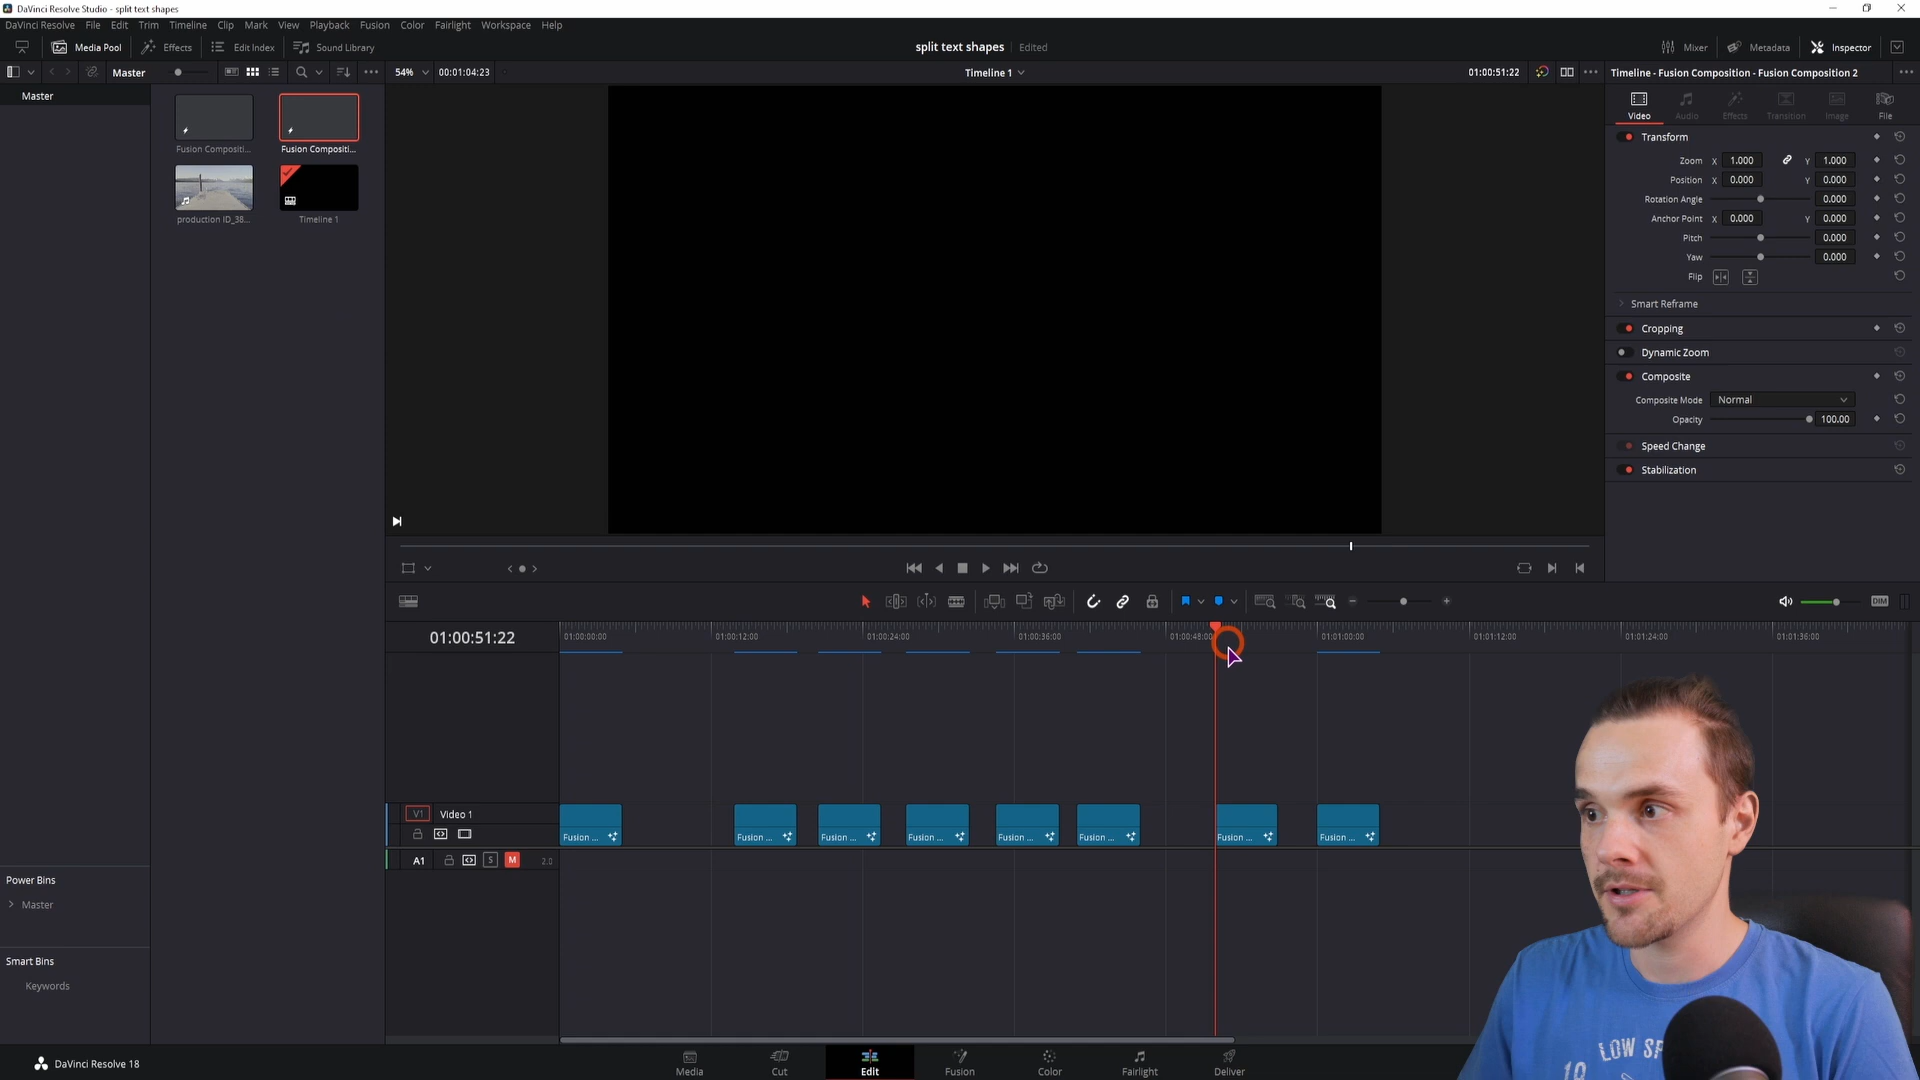 DaVinci Resolve Studio - split text shapes
DaVinci Resolve File Edit Trim Timeline Clip Mark View Playback Fusion Color Fairlight Workspace Help
Media Pool Effects Edit Index Sound Library split text shapes Edited Mixer Metadata Inspector
Master 54% 00:01:04:23 Timeline 1 01:00:51:22 Timeline - Fusion Composition - Fusion Composition 2
Master
Video Audio Effects Transition Image File
Fusion Compositi... Fusion Compositi...
production ID_38... Timeline 1
Transform
Zoom X 1.000 Y 1.000
Position X 0.000 Y 0.000
Rotation Angle 0.000
Anchor Point X 0.000 Y 0.000
Pitch 0.000
Yaw 0.000
Flip
Smart Reframe
Cropping
Dynamic Zoom
Composite
Composite Mode Normal
Opacity 100.00
Speed Change
Stabilization
DIM
01:00:51:22 01:00:00:00 01:00:12:00 01:00:24:00 01:00:36:00 01:00:48:00 01:01:00:00 01:01:12:00 01:01:24:00 01:01:36:00
V1 Video 1
Fusion ... Fusion ... Fusion ... Fusion ... Fusion ... Fusion ... Fusion ... Fusion ...
A1 S M 2.0
Power Bins
Master
Smart Bins
Keywords
LOW SP
19
DaVinci Resolve 18 Media Cut Edit Fusion Color Fairlight Deliver